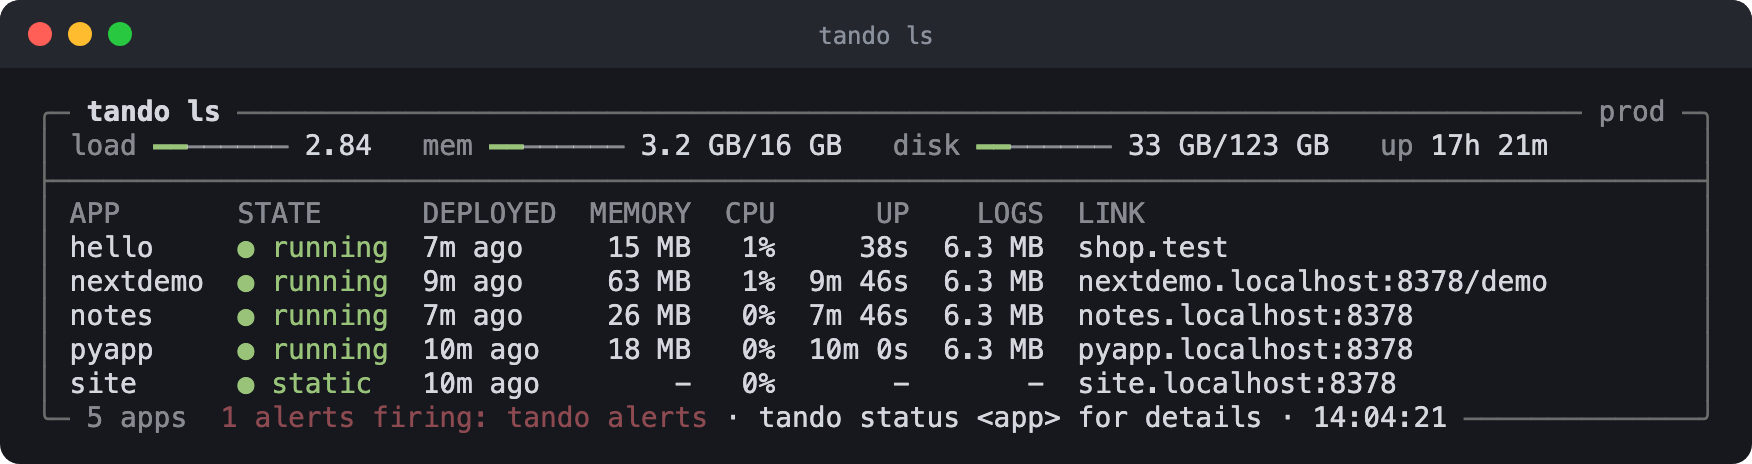 tando ls
tando ls prod
load 2.84 mem 3.2 GB/16 GB disk 33 GB/123 GB up 17h 21m
APP STATE DEPLOYED MEMORY CPU UP LOGS LINK
hello ● running 7m ago 15 MB 1% 38s 6.3 MB shop.test
nextdemo ● running 9m ago 63 MB 1% 9m 46s 6.3 MB nextdemo.localhost:8378/demo
notes ● running 7m ago 26 MB 0% 7m 46s 6.3 MB notes.localhost:8378
pyapp ● running 10m ago 18 MB 0% 10m 0s 6.3 MB pyapp.localhost:8378
site ● static 10m ago – 0% – – site.localhost:8378
5 apps 1 alerts firing: tando alerts · tando status <app> for details · 14:04:21